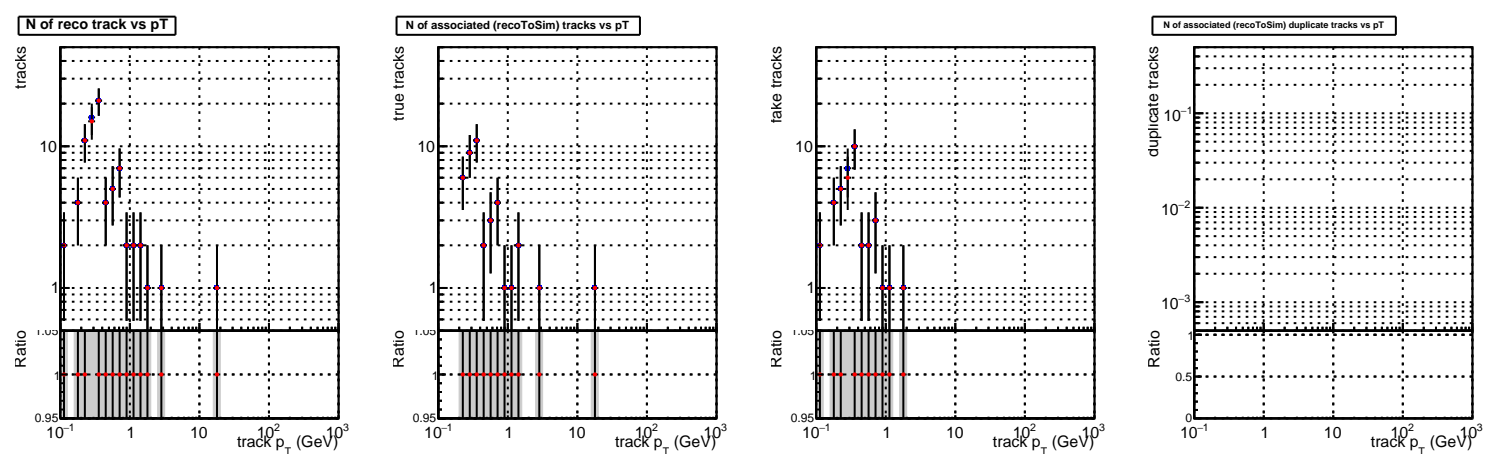 N of reco track vs pT
tracks
10
1
Ratio
1.05
1
0.95
10⁻¹ 1 10 10² 10³
track p_T (GeV)
N of associated (recoToSim) tracks vs pT
true tracks
10
1
Ratio
1.05
1
0.95
10⁻¹ 1 10 10² 10³
track p_T (GeV)
fake tracks
10
1
Ratio
1.05
1
0.95
10⁻¹ 1 10 10² 10³
track p_T (GeV)
N of associated (recoToSim) duplicate tracks vs pT
duplicate tracks
10⁻¹
10⁻²
10⁻³
Ratio
1
0.5
0
10⁻¹ 1 10 10² 10³
track p_T (GeV)